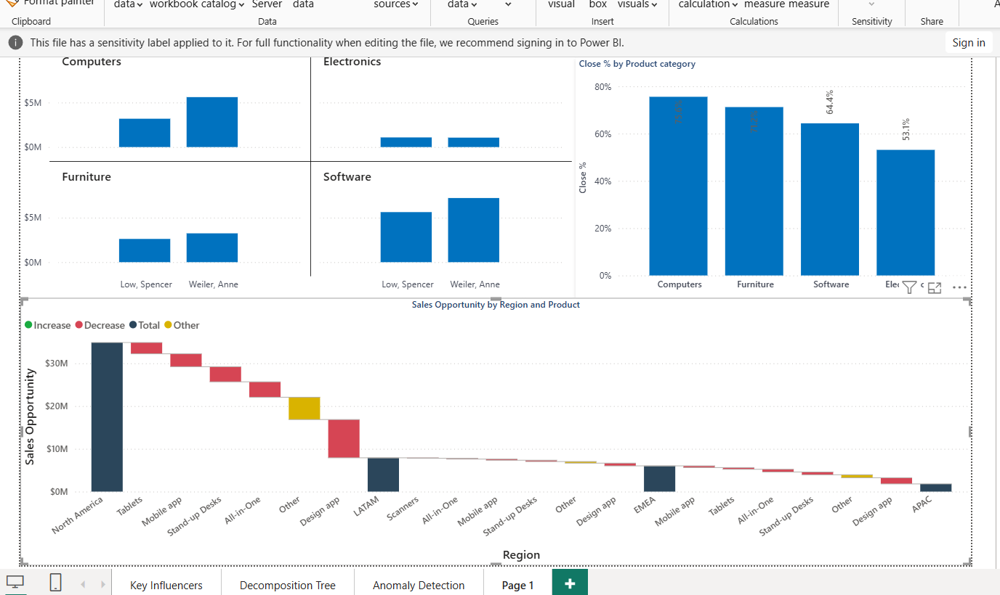 Format painter
data workbook catalog Server data sources data visual box visuals calculation measure measure
Clipboard Data Queries Insert Calculations Sensitivity Share
This file has a sensitivity label applied to it. For full functionality when editing the file, we recommend signing in to Power BI. Sign in
Computers
Electronics
$5M
$0M
Furniture
Software
$5M
$0M
Low, Spencer Weiler, Anne Low, Spencer Weiler, Anne
Close % by Product category
80%
60%
40%
20%
0%
Close %
64.4%
53.1%
Computers Furniture Software
Sales Opportunity by Region and Product
Increase Decrease Total Other
Sales Opportunity
$30M
$20M
$10M
$0M
North America
Tablets
Mobile app
Stand-up Desks
All-in-One
Other
Design app
LATAM
Scanners
All-in-One
Mobile app
Stand-up Desks
Other
Design app
EMEA
Mobile app
Tablets
All-in-One
Stand-up Desks
Other
Design app
APAC
Region
Key Influencers Decomposition Tree Anomaly Detection Page 1